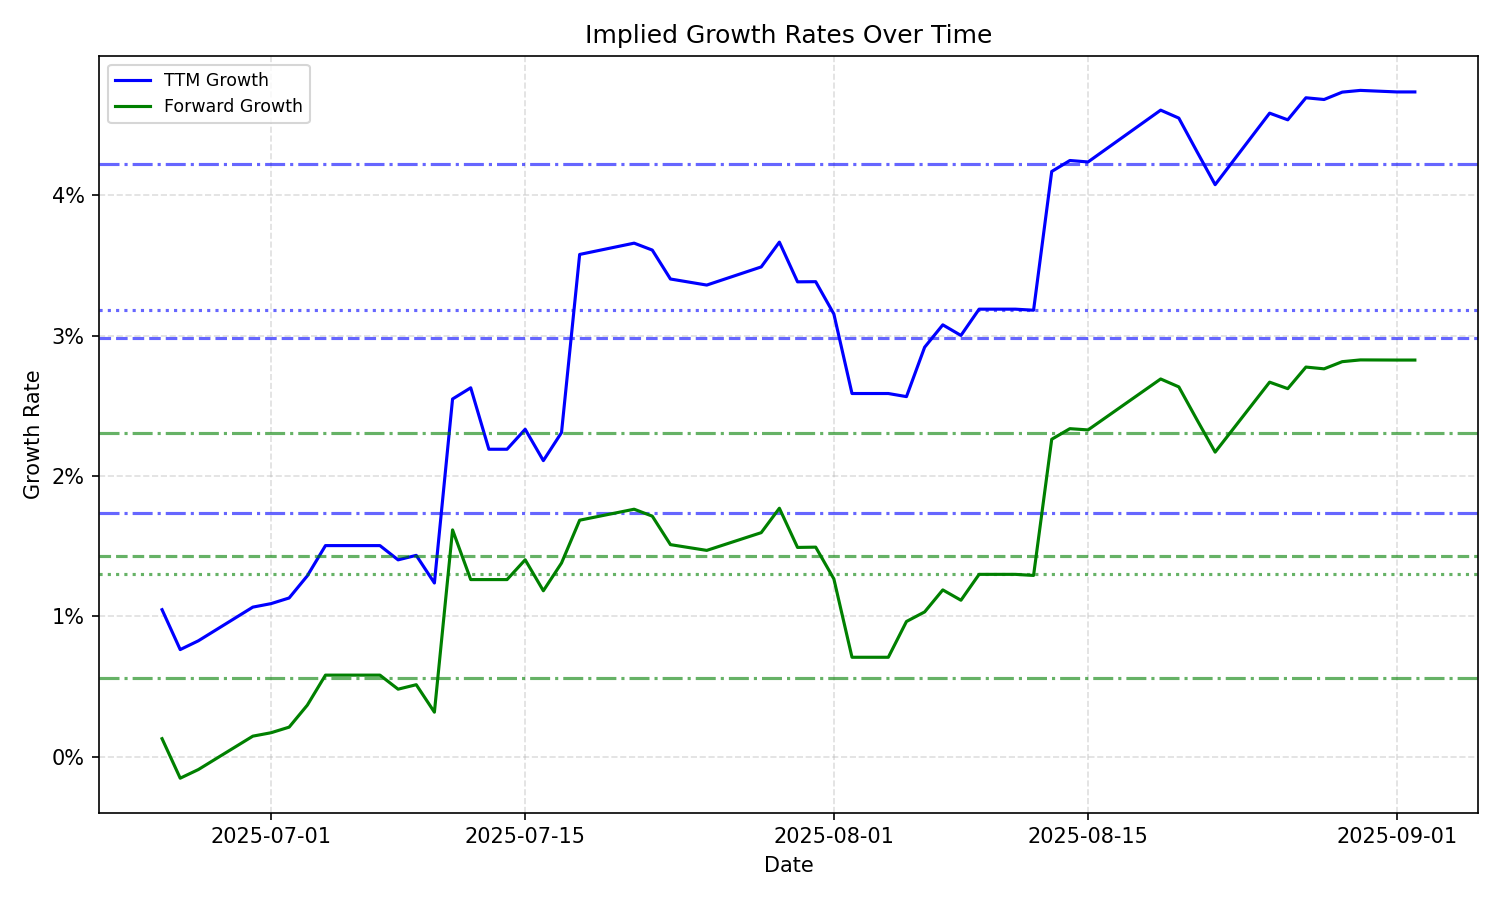 Implied Growth Rates Over Time
TTM Growth
Forward Growth
Growth Rate
4%
3%
2%
1%
0%
2025-07-01
2025-07-15
2025-08-01
2025-08-15
2025-09-01
Date